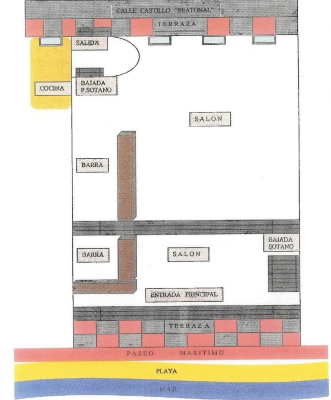 CALLE CASTILLO "PEATONAL"
TERRAZA
SALIDA
COCINA
BAJADA
P.SOTANO
SALON
BARRA
BARRA
SALON
BAJADA
SOTANO
ENTRADA PRINCIPAL
TERRAZA
PASEO MARITIMO
PLAYA
MAR